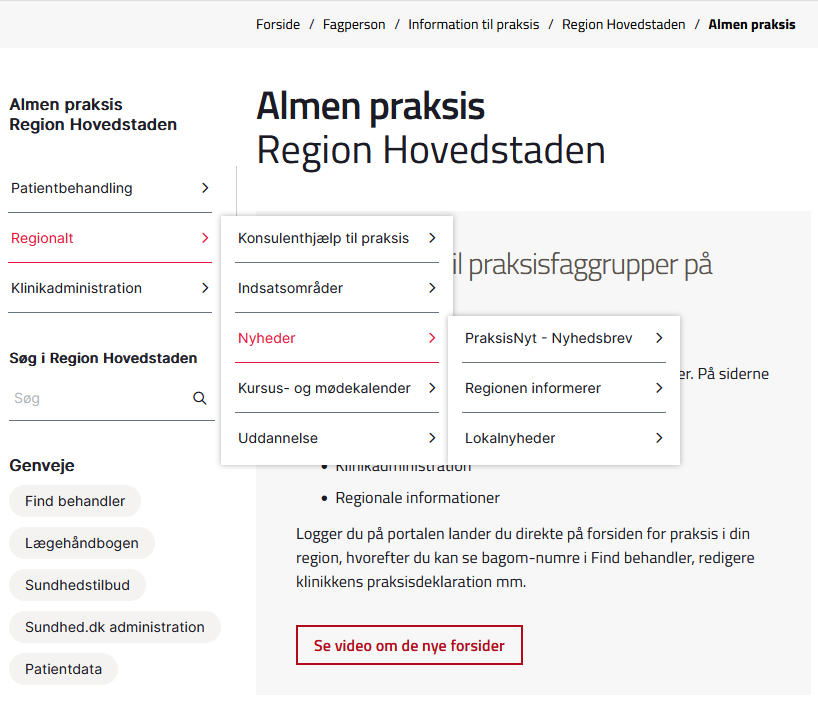 Forside / Fagperson / Information til praksis / Region Hovedstaden / Almen praksis
Almen praksis
Region Hovedstaden
Patientbehandling
Regionalt
Klinikadministration
Søg i Region Hovedstaden
Søg
Genveje
Find behandler
Lægehåndbogen
Sundhedstilbud
Sundhed.dk administration
Patientdata
Almen praksis
Region Hovedstaden
Konsulenthjælp til praksis
Indsatsområder
Nyheder
Kursus- og mødekalender
Uddannelse
PraksisNyt - Nyhedsbrev
Regionen informerer
Lokalnyheder
praksisfaggrupper på
På siderne
• Klinikadministration
• Regionale informationer
Logger du på portalen lander du direkte på forsiden for praksis i din
region, hvorefter du kan se bagom-numre i Find behandler, redigere
klinikkens praksisdeklaration mm.
Se video om de nye forsider